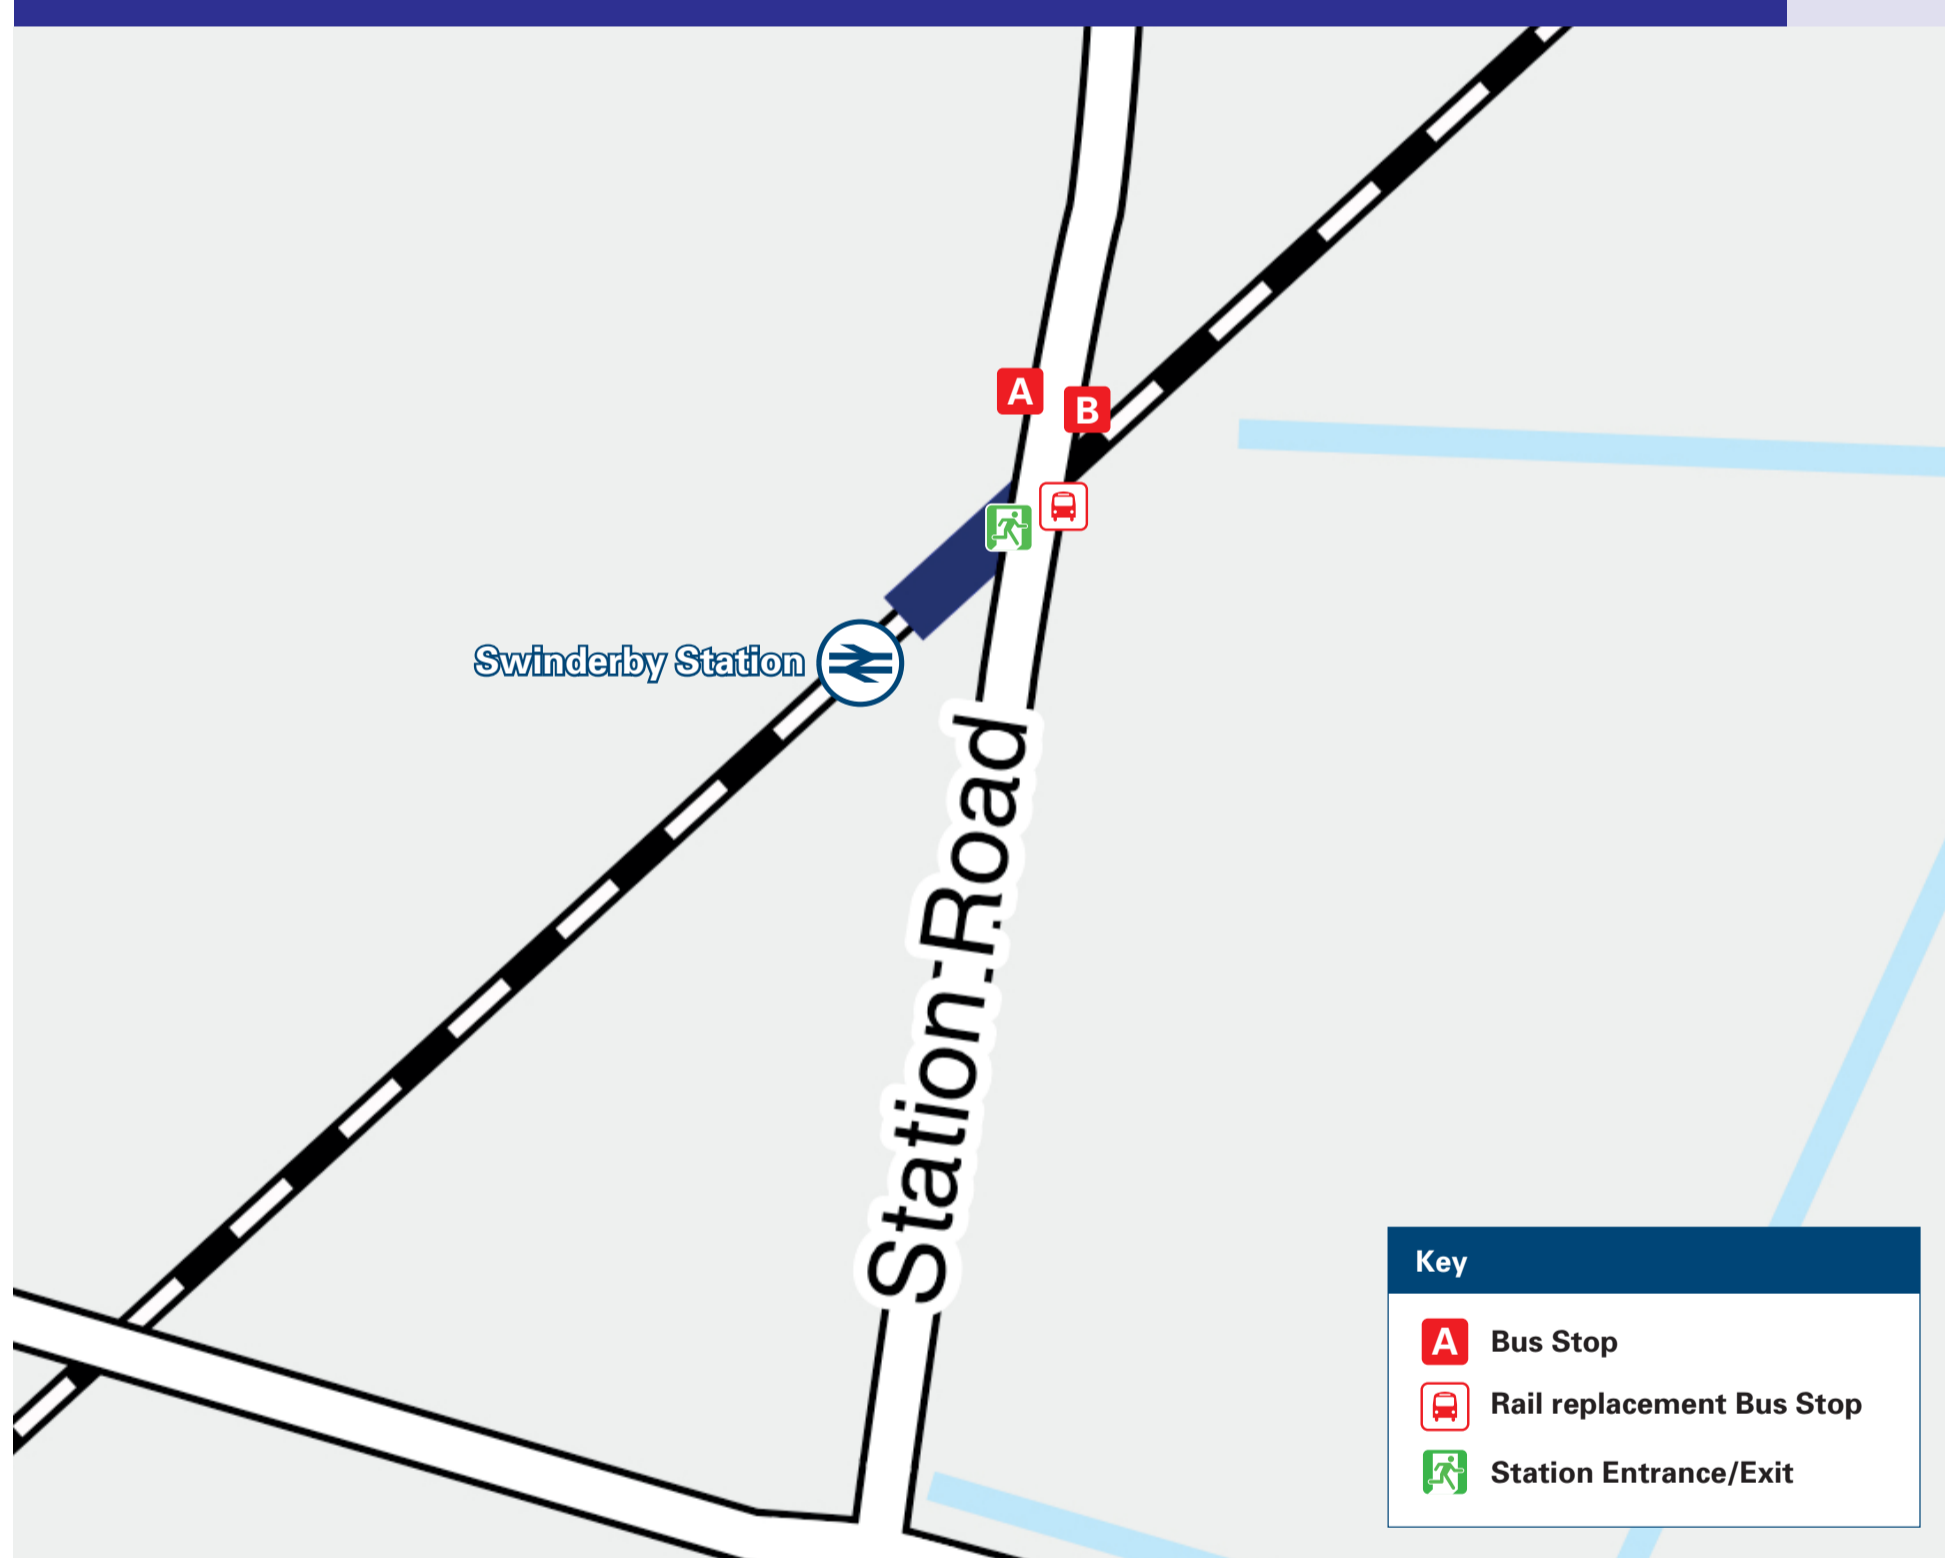 A
B
Swinderby Station
Station Road
Key
A Bus Stop
Rail replacement Bus Stop
Station Entrance/Exit